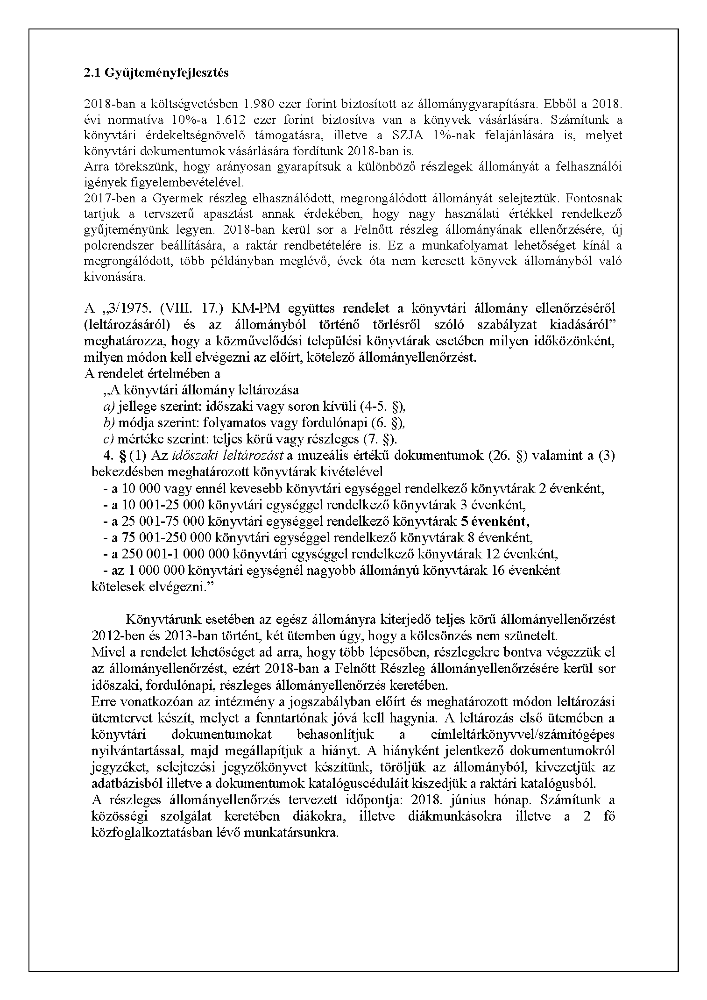 2.1 Gyűjteményfejlesztés
2018-ban a költségvetésben 1.980 ezer forint biztosított az állománygyarapításra. Ebből a 2018.
évi normatíva 10%-a 1.612 ezer forint biztosítva van a könyvek vásárlására. Számítunk a
könyvtári érdekeltségnövelő támogatásra, illetve a SZJA 1%-nak felajánlására is, melyet
könyvtári dokumentumok vásárlására fordítunk 2018-ban is.
Arra törekszünk, hogy arányosan gyarapítsuk a különböző részlegek állományát a felhasználói
igények figyelembevételével.
2017-ben a Gyermek részleg elhasználódott, megrongálódott állományát selejteztük. Fontosnak
tartjuk a tervszerű apasztást annak érdekében, hogy nagy használati értékkel rendelkező
gyűjteményünk legyen. 2018-ban kerül sor a Felnőtt részleg állományának ellenőrzésére, új
polcrendszer beállítására, a raktár rendbetételére is. Ez a munkafolyamat lehetőséget kínál a
megrongálódott, több példányban meglévő, évek óta nem keresett könyvek állományból való
kivonására.
A „3/1975. (VIII. 17.) KM-PM együttes rendelet a könyvtári állomány ellenőrzéséről
(leltározásáról) és az állományból történő törlésről szóló szabályzat kiadásáról”
meghatározza, hogy a közművelődési települési könyvtárak esetében milyen időközönként,
milyen módon kell elvégezni az előírt, kötelező állományellenőrzést.
A rendelet értelmében a
„A könyvtári állomány leltározása
a) jellege szerint: időszaki vagy soron kívüli (4-5. §),
b) módja szerint: folyamatos vagy fordulónapi (6. §),
c) mértéke szerint: teljes körű vagy részleges (7. §).
4. § (1) Az időszaki leltározást a muzeális értékű dokumentumok (26. §) valamint a (3)
bekezdésben meghatározott könyvtárak kivételével
- a 10 000 vagy ennél kevesebb könyvtári egységgel rendelkező könyvtárak 2 évenként,
- a 10 001-25 000 könyvtári egységgel rendelkező könyvtárak 3 évenként,
- a 25 001-75 000 könyvtári egységgel rendelkező könyvtárak 5 évenként,
- a 75 001-250 000 könyvtári egységgel rendelkező könyvtárak 8 évenként,
- a 250 001-1 000 000 könyvtári egységgel rendelkező könyvtárak 12 évenként,
- az 1 000 000 könyvtári egységnél nagyobb állományú könyvtárak 16 évenként
kötelesek elvégezni.”
Könyvtárunk esetében az egész állományra kiterjedő teljes körű állományellenőrzést
2012-ben és 2013-ban történt, két ütemben úgy, hogy a kölcsönzés nem szünetelt.
Mivel a rendelet lehetőséget ad arra, hogy több lépcsőben, részlegekre bontva végezzük el
az állományellenőrzést, ezért 2018-ban a Felnőtt Részleg állományellenőrzésére kerül sor
időszaki, fordulónapi, részleges állományellenőrzés keretében.
Erre vonatkozóan az intézmény a jogszabályban előírt és meghatározott módon leltározási
ütemtervet készít, melyet a fenntartónak jóvá kell hagynia. A leltározás első ütemében a
könyvtári dokumentumokat behasonlítjuk a címleltárkönyvvel/számítógépes
nyilvántartással, majd megállapítjuk a hiányt. A hiányként jelentkező dokumentumokról
jegyzéket, selejtezési jegyzőkönyvet készítünk, töröljük az állományból, kivezetjük az
adatbázisból illetve a dokumentumok katalóguscéduláit kiszedjük a raktári katalógusból.
A részleges állományellenőrzés tervezett időpontja: 2018. június hónap. Számítunk a
közösségi szolgálat keretében diákokra, illetve diákmunkásokra illetve a 2 fő
közfoglalkoztatásban lévő munkatársunkra.